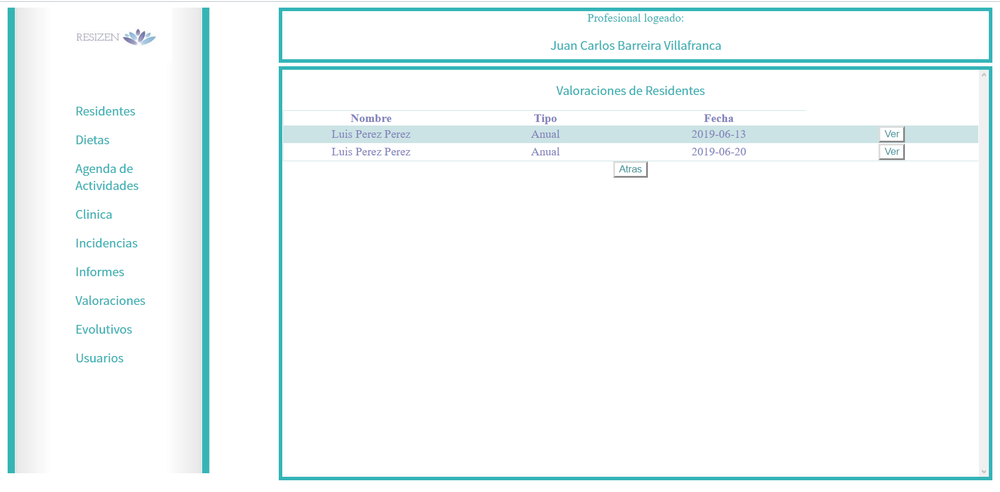 RESIZEN
Residentes
Dietas
Agenda de
Actividades
Clinica
Incidencias
Informes
Valoraciones
Evolutivos
Usuarios
Profesional logeado:
Juan Carlos Barreira Villafranca
Valoraciones de Residentes
Nombre Tipo Fecha
Luis Perez Perez Anual 2019-06-13 Ver
Luis Perez Perez Anual 2019-06-20 Ver
Atras